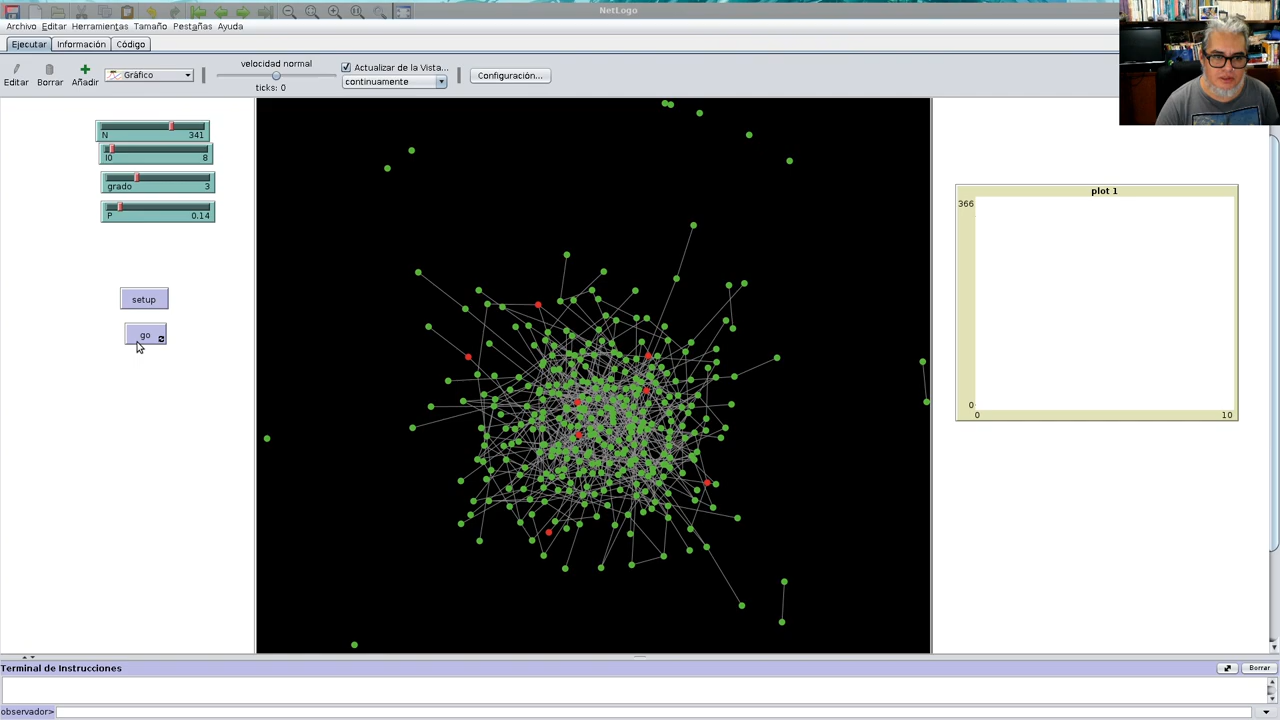 NetLogo
Archivo Editar Herramientas Tamaño Pestañas Ayuda
Ejecutar Información Código
Editar Borrar Añadir Gráfico
velocidad normal
ticks: 0
Actualizar de la Vista...
continuamente
Configuración...
N 341
I0 8
grado 3
P 0.14
setup
go
plot 1
366
0
0 10
Terminal de Instrucciones
Borrar
observador>